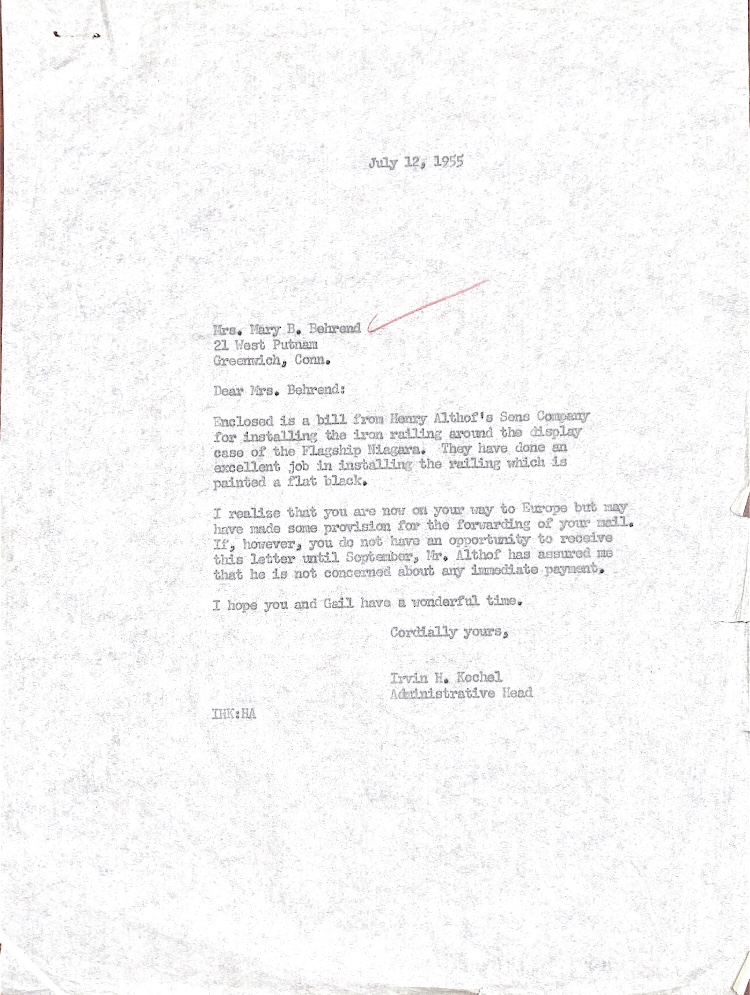 July 12, 1955
Mrs. Mary B. Behrend
21 West Putnam
Greenwich, Conn.
Dear Mrs. Behrend:
Enclosed is a bill from Henry Althof's Sons Company
for installing the iron railing around the display
case of the Flagship Niagara. They have done an
excellent job in installing the railing which is
painted a flat black.
I realize that you are now on your way to Europe but may
have made some provision for the forwarding of your mail.
If, however, you do not have an opportunity to receive
this letter until September, Mr. Althof has assured me
that he is not concerned about any immediate payment.
I hope you and Gail have a wonderful time.
Cordially yours,
Irvin H. Kochel
Administrative Head
IHK:HA